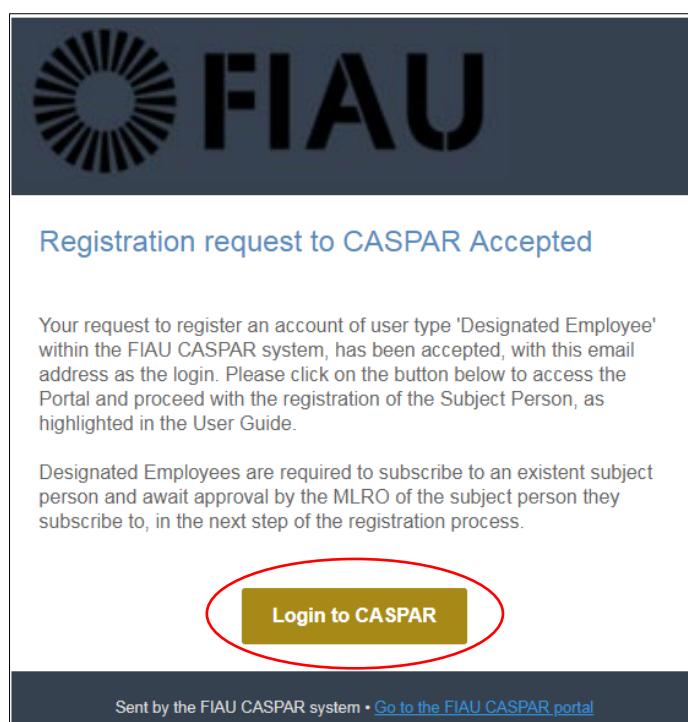 FIAU
Registration request to CASPAR Accepted
Your request to register an account of user type 'Designated Employee'
within the FIAU CASPAR system, has been accepted, with this email
address as the login. Please click on the button below to access the
Portal and proceed with the registration of the Subject Person, as
highlighted in the User Guide.
Designated Employees are required to subscribe to an existent subject
person and await approval by the MLRO of the subject person they
subscribe to, in the next step of the registration process.
Login to CASPAR
Sent by the FIAU CASPAR system • Go to the FIAU CASPAR portal